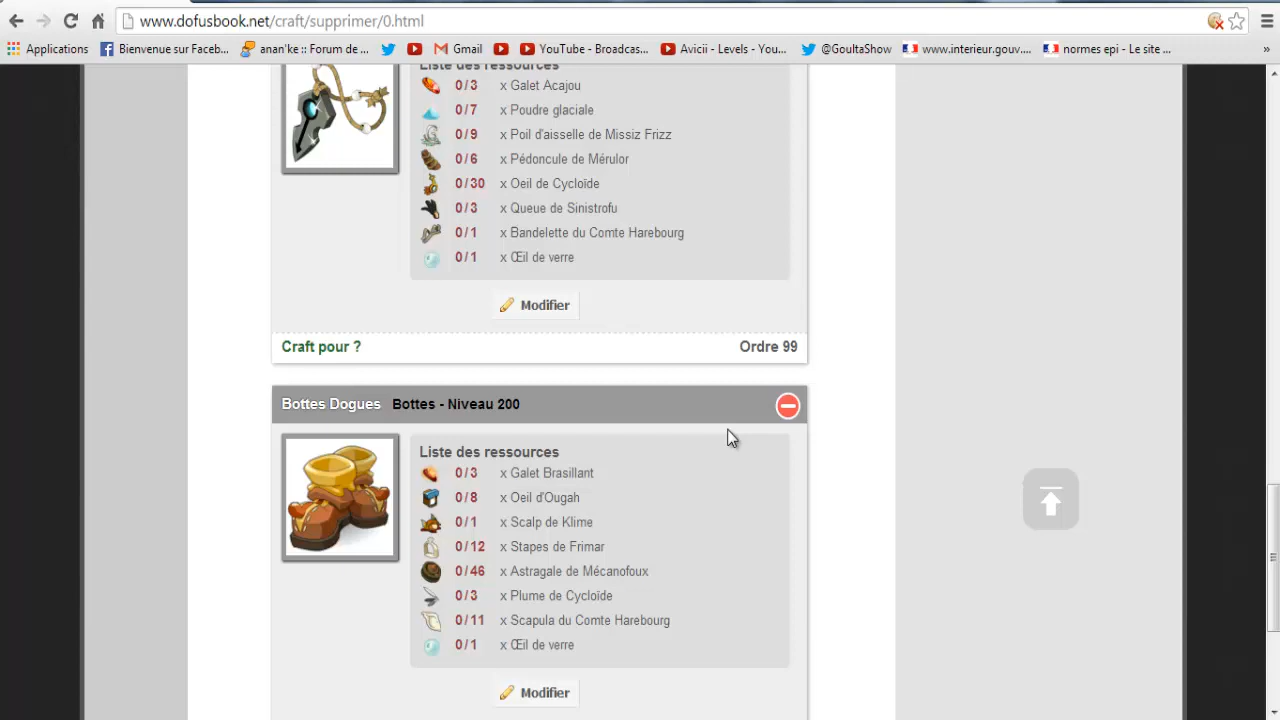 www.dofusbook.net/craft/supprimer/0.html
Applications Bienvenue sur Faceb... anan'ke :: Forum de ... Gmail YouTube - Broadcas... Avicii - Levels - You... @GoultaShow www.interieur.gouv.... normes epi - Le site ... »
Liste des ressources
0/3 x Galet Acajou
0/7 x Poudre glaciale
0/9 x Poil d'aisselle de Missiz Frizz
0/6 x Pédoncule de Mérulor
0/30 x Oeil de Cycloïde
0/3 x Queue de Sinistrofu
0/1 x Bandelette du Comte Harebourg
0/1 x Œil de verre
Modifier
Craft pour ? Ordre 99
Bottes Dogues Bottes - Niveau 200
Liste des ressources
0/3 x Galet Brasillant
0/8 x Oeil d'Ougah
0/1 x Scalp de Klime
0/12 x Stapes de Frimar
0/46 x Astragale de Mécanofoux
0/3 x Plume de Cycloïde
0/11 x Scapula du Comte Harebourg
0/1 x Œil de verre
Modifier